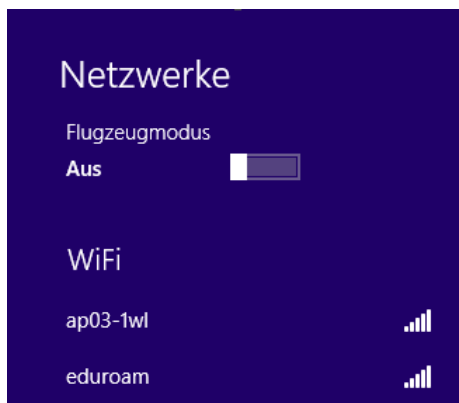 Netzwerke
Flugzeugmodus
Aus
WiFi
ap03-1wl
eduroam